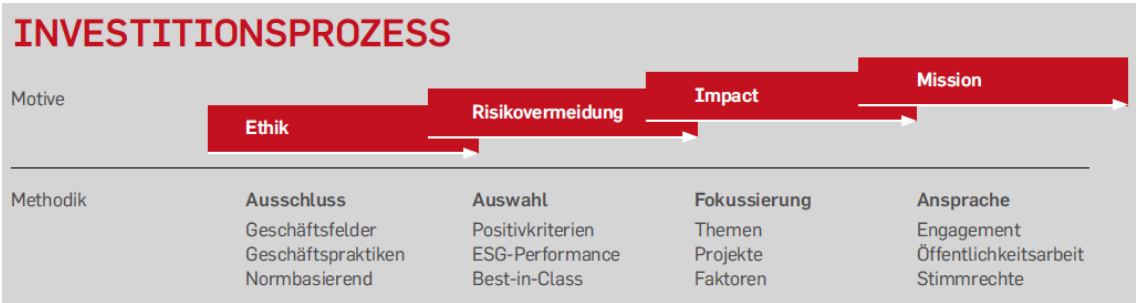 INVESTITIONSPROZESS
Motive
Ethik
Risikovermeidung
Impact
Mission
Methodik
Ausschluss
Geschäftsfelder
Geschäftspraktiken
Normbasierend
Auswahl
Positivkriterien
ESG-Performance
Best-in-Class
Fokussierung
Themen
Projekte
Faktoren
Ansprache
Engagement
Öffentlichkeitsarbeit
Stimmrechte